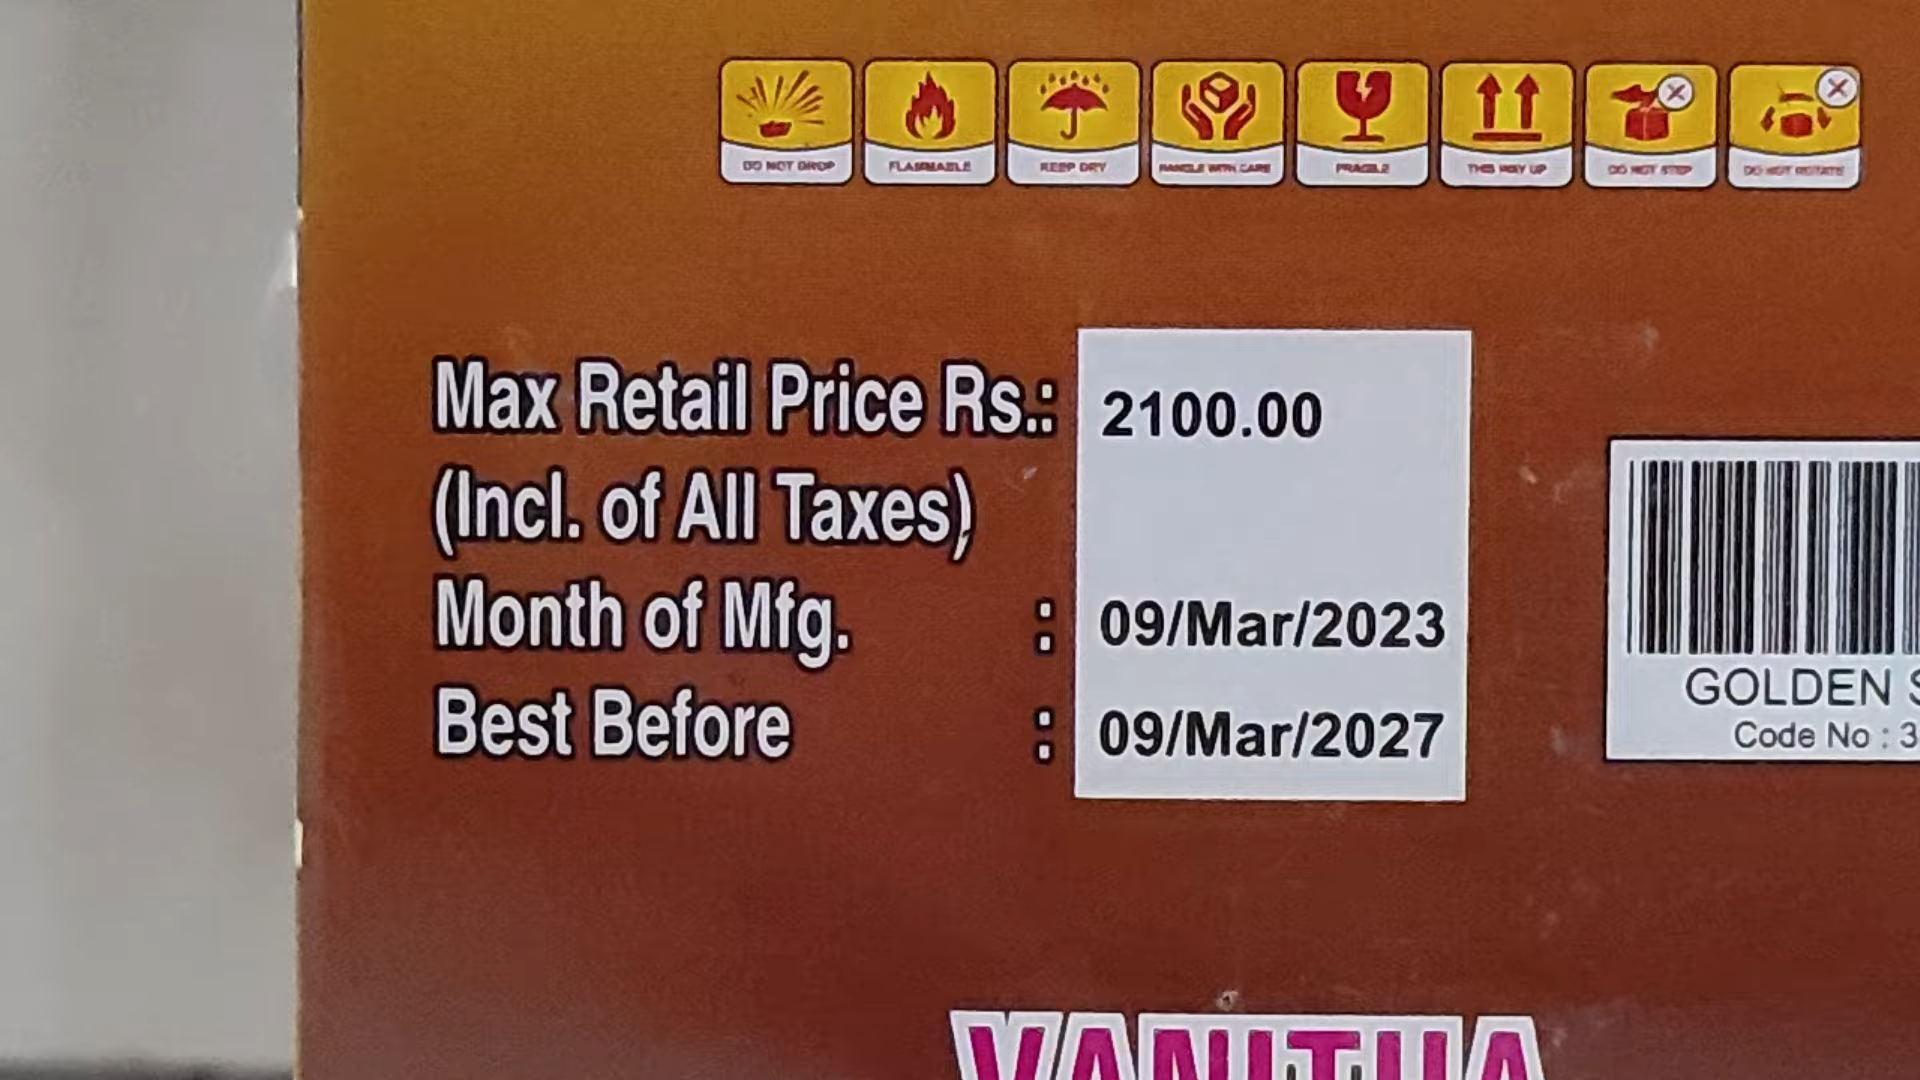 DO NOT DROP FLAMMABLE KEEP DRY HANDLE WITH CARE FRAGILE THIS WAY UP DO NOT STEP DO NOT ROTATE
Max Retail Price Rs.: 2100.00
(Incl. of All Taxes)
Month of Mfg. : 09/Mar/2023
Best Before : 09/Mar/2027
GOLDEN S
Code No : 3
VANITHA